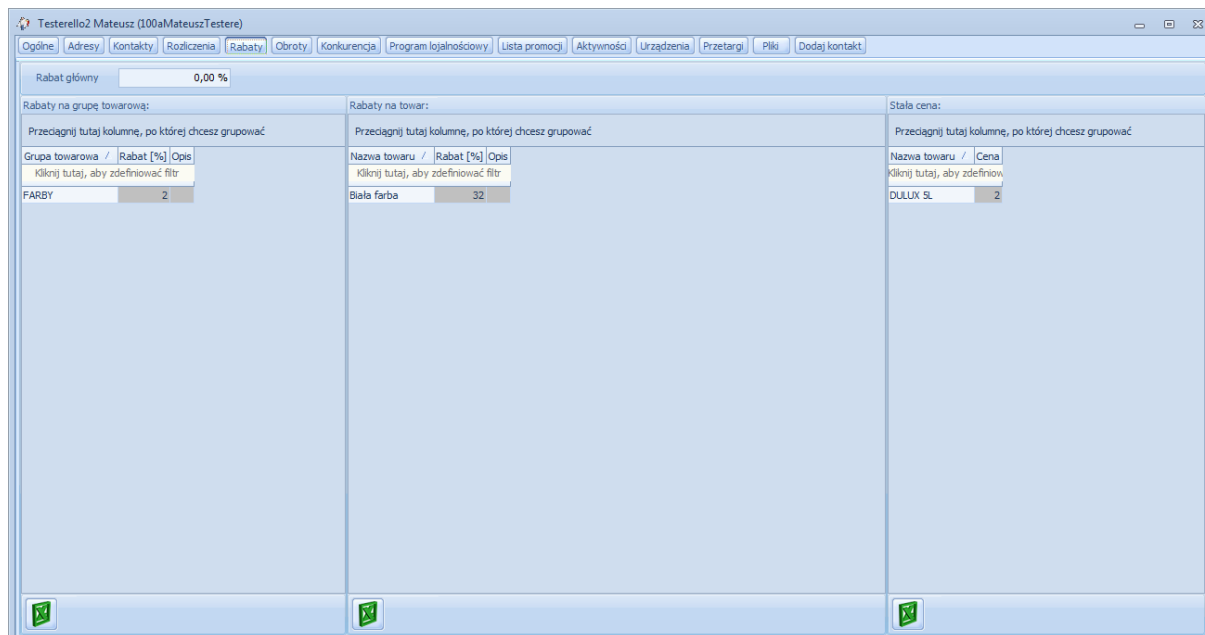 Testerello2 Mateusz (100aMateuszTestere)
Ogólne Adresy Kontakty Rozliczenia Rabaty Obroty Konkurencja Program lojalnościowy Lista promocji Aktywności Urządzenia Przetargi Pliki Dodaj kontakt
Rabat główny 0,00 %
Rabaty na grupę towarową:
Przeciągnij tutaj kolumnę, po której chcesz grupować
Grupa towarowa / Rabat [%] Opis
Kliknij tutaj, aby zdefiniować filtr
FARBY 2
Rabaty na towar:
Przeciągnij tutaj kolumnę, po której chcesz grupować
Nazwa towaru / Rabat [%] Opis
Kliknij tutaj, aby zdefiniować filtr
Biała farba 32
Stała cena:
Przeciągnij tutaj kolumnę, po której chcesz grupować
Nazwa towaru / Cena
Kliknij tutaj, aby zdefiniow
DULUX 5L 2